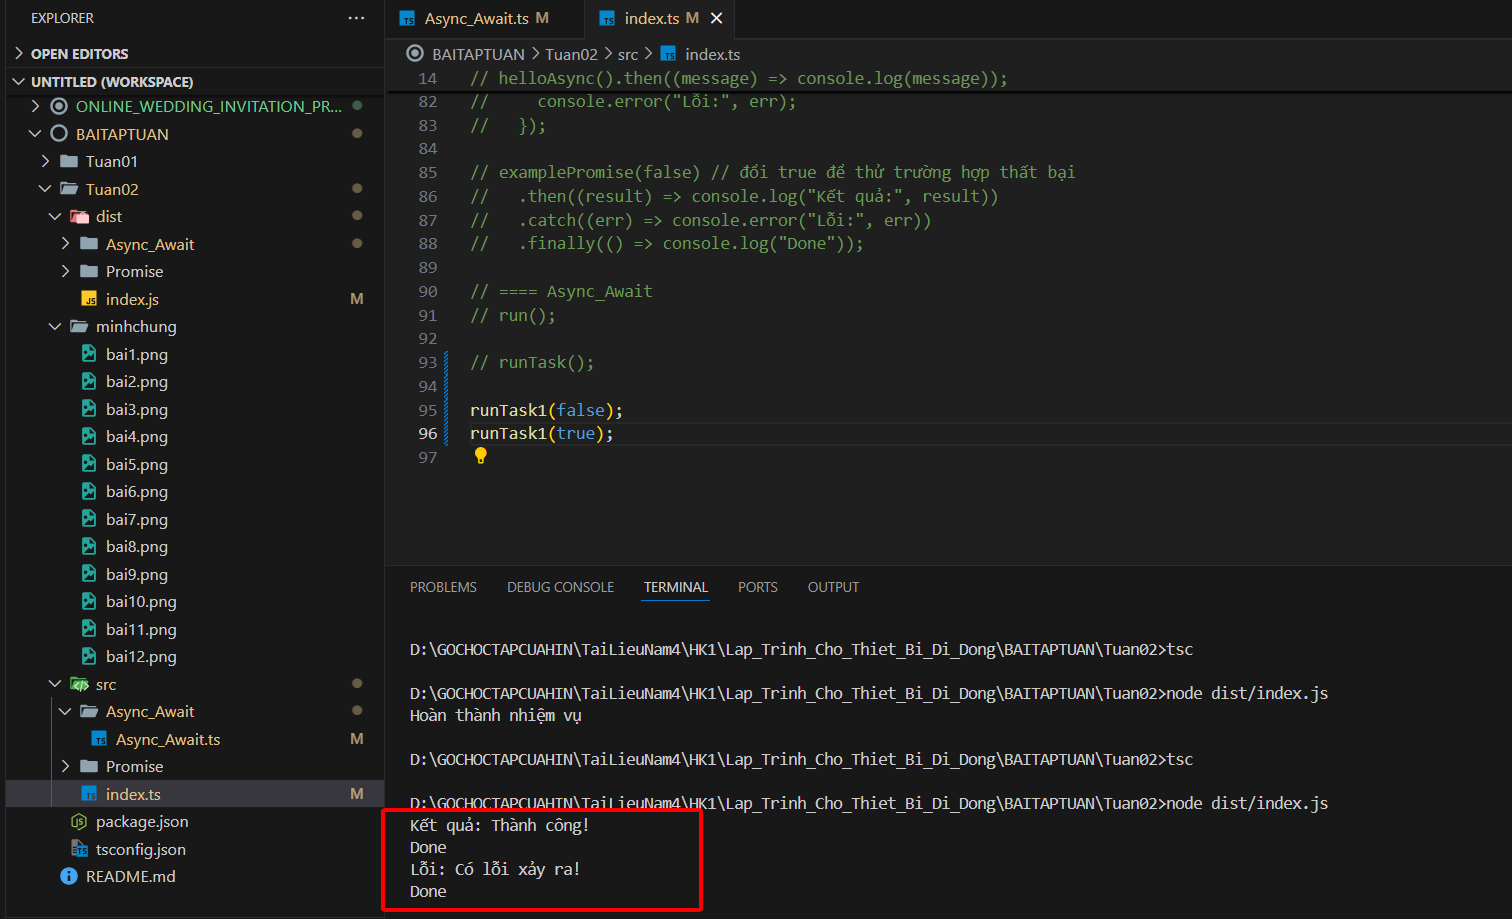 EXPLORER
OPEN EDITORS
UNTITLED (WORKSPACE)
ONLINE_WEDDING_INVITATION_PR...
BAITAPTUAN
Tuan01
Tuan02
dist
Async_Await
Promise
index.js M
minhchung
bai1.png
bai2.png
bai3.png
bai4.png
bai5.png
bai6.png
bai7.png
bai8.png
bai9.png
bai10.png
bai11.png
bai12.png
src
Async_Await
Async_Await.ts M
Promise
index.ts M
package.json
tsconfig.json
README.md
Async_Await.ts M index.ts M
BAITAPTUAN > Tuan02 > src > index.ts
14 // helloAsync().then((message) => console.log(message));
82 //     console.error("Lỗi:", err);
83 //   });
84
85 // examplePromise(false) // đổi true để thử trường hợp thất bại
86 //   .then((result) => console.log("Kết quả:", result))
87 //   .catch((err) => console.error("Lỗi:", err))
88 //   .finally(() => console.log("Done"));
89
90 // ==== Async_Await
91 // run();
92
93 // runTask();
94
95 runTask1(false);
96 runTask1(true);
97
PROBLEMS DEBUG CONSOLE TERMINAL PORTS OUTPUT
D:\GOCHOCTAPCUAHIN\TaiLieuNam4\HK1\Lap_Trinh_Cho_Thiet_Bi_Di_Dong\BAITAPTUAN\Tuan02>tsc
D:\GOCHOCTAPCUAHIN\TaiLieuNam4\HK1\Lap_Trinh_Cho_Thiet_Bi_Di_Dong\BAITAPTUAN\Tuan02>node dist/index.js
Hoàn thành nhiệm vụ
D:\GOCHOCTAPCUAHIN\TaiLieuNam4\HK1\Lap_Trinh_Cho_Thiet_Bi_Di_Dong\BAITAPTUAN\Tuan02>tsc
D:\GOCHOCTAPCUAHIN\TaiLieuNam4\HK1\Lap_Trinh_Cho_Thiet_Bi_Di_Dong\BAITAPTUAN\Tuan02>node dist/index.js
Kết quả: Thành công!
Done
Lỗi: Có lỗi xảy ra!
Done